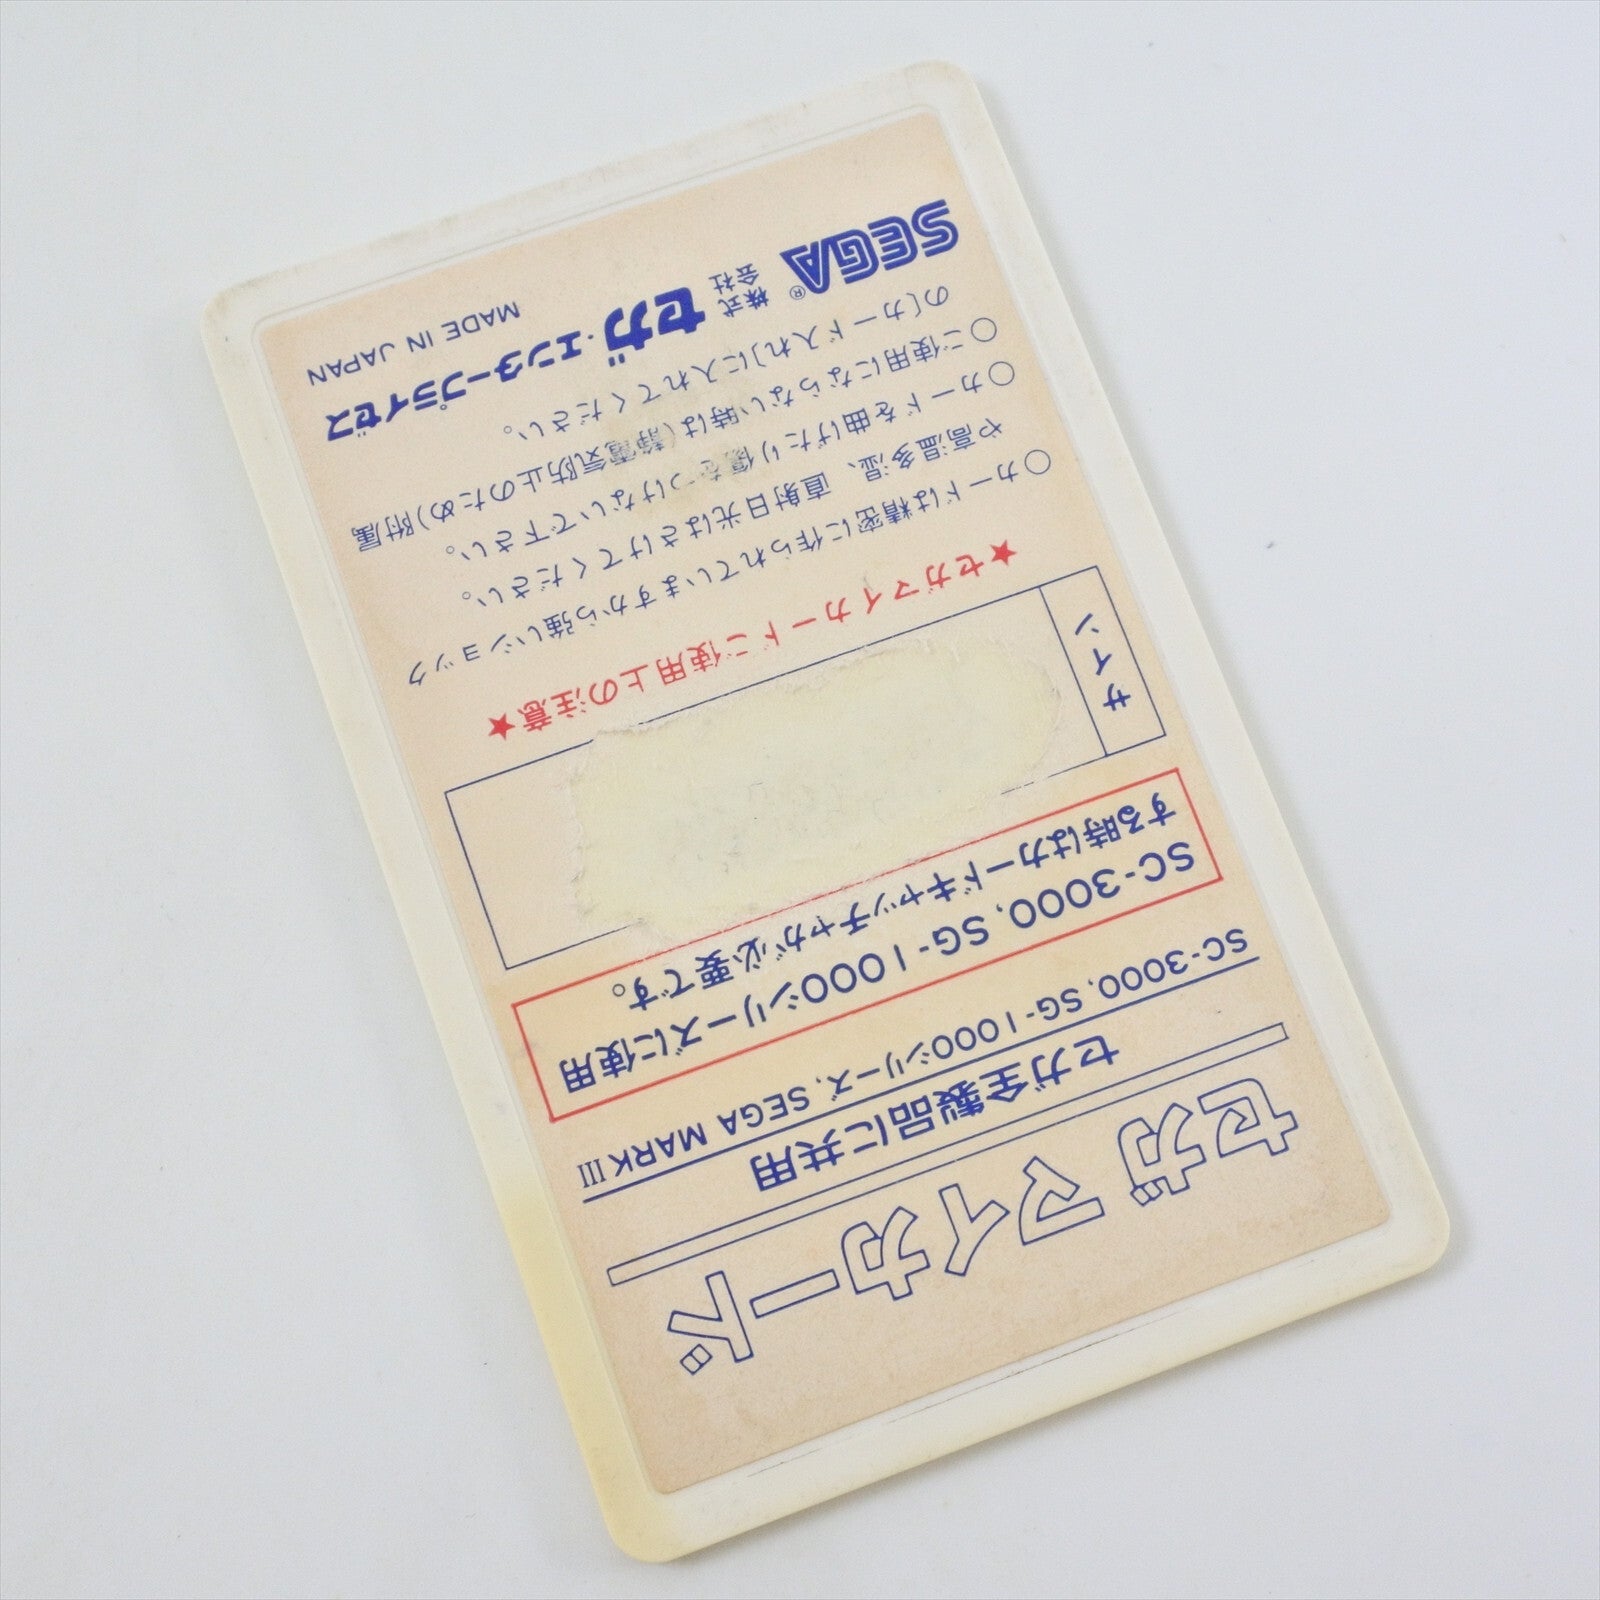 セガ マイカード
セガ全製品に共用
SC-3000, SG-1000シリーズ, SEGA MARK III
SC-3000, SG-1000シリーズに使用
する時はカードキャッチャが必要です。
サイン
★セガマイカードご使用上の注意★
○カードは精密に作られていますから強いショック
や高温多湿、直射日光はさけてください。
○カードを曲げたり傷をつけないで下さい。
○ご使用にならない時は(静電気防止のため)附属
の〔カード入れ〕に入れてください。
SEGA® 株式会社 セガ・エンタープライゼス
MADE IN JAPAN